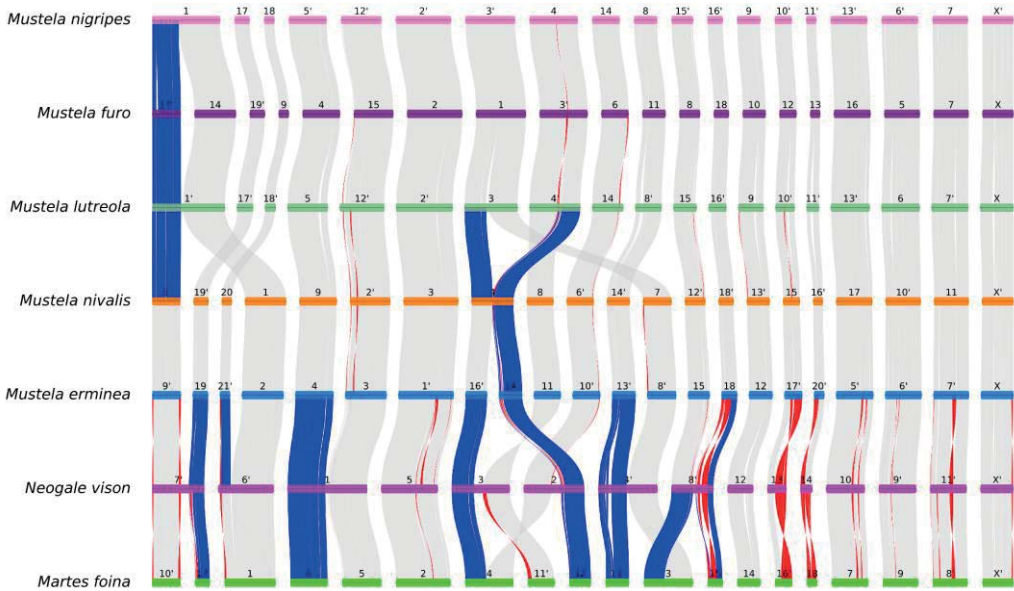 1 17 18 5' 12' 2' 3' 4 14 8 15' 16' 10' 11' 13' 6' 7 X'
Mustela nigripes
14 19' 9 4 15 2 1 3' 6 11 8 18 10 12 13 16 5 7 X
Mustela furo
1' 17' 18' 5 12' 2' 3 4' 14 8' 15 16' 9 10' 11' 13' 6 7' X
Mustela lutreola
19' 20 1 9 2' 3 8 6' 14' 7 12' 18' 13' 15 16' 17 10' 11 X'
Mustela nivalis
9' 19 21' 2 4 3 1' 16' 14 11 10' 13' 8' 15 18 12 17' 20' 5' 6' 7' X
Mustela erminea
7' 6' 1 5 3 2 8' 12 13 14 10 9' 11' X'
Neogale vison
10' 1 5 2 4 11' 3 14 16' 18 7 9 8 X'
Martes foina